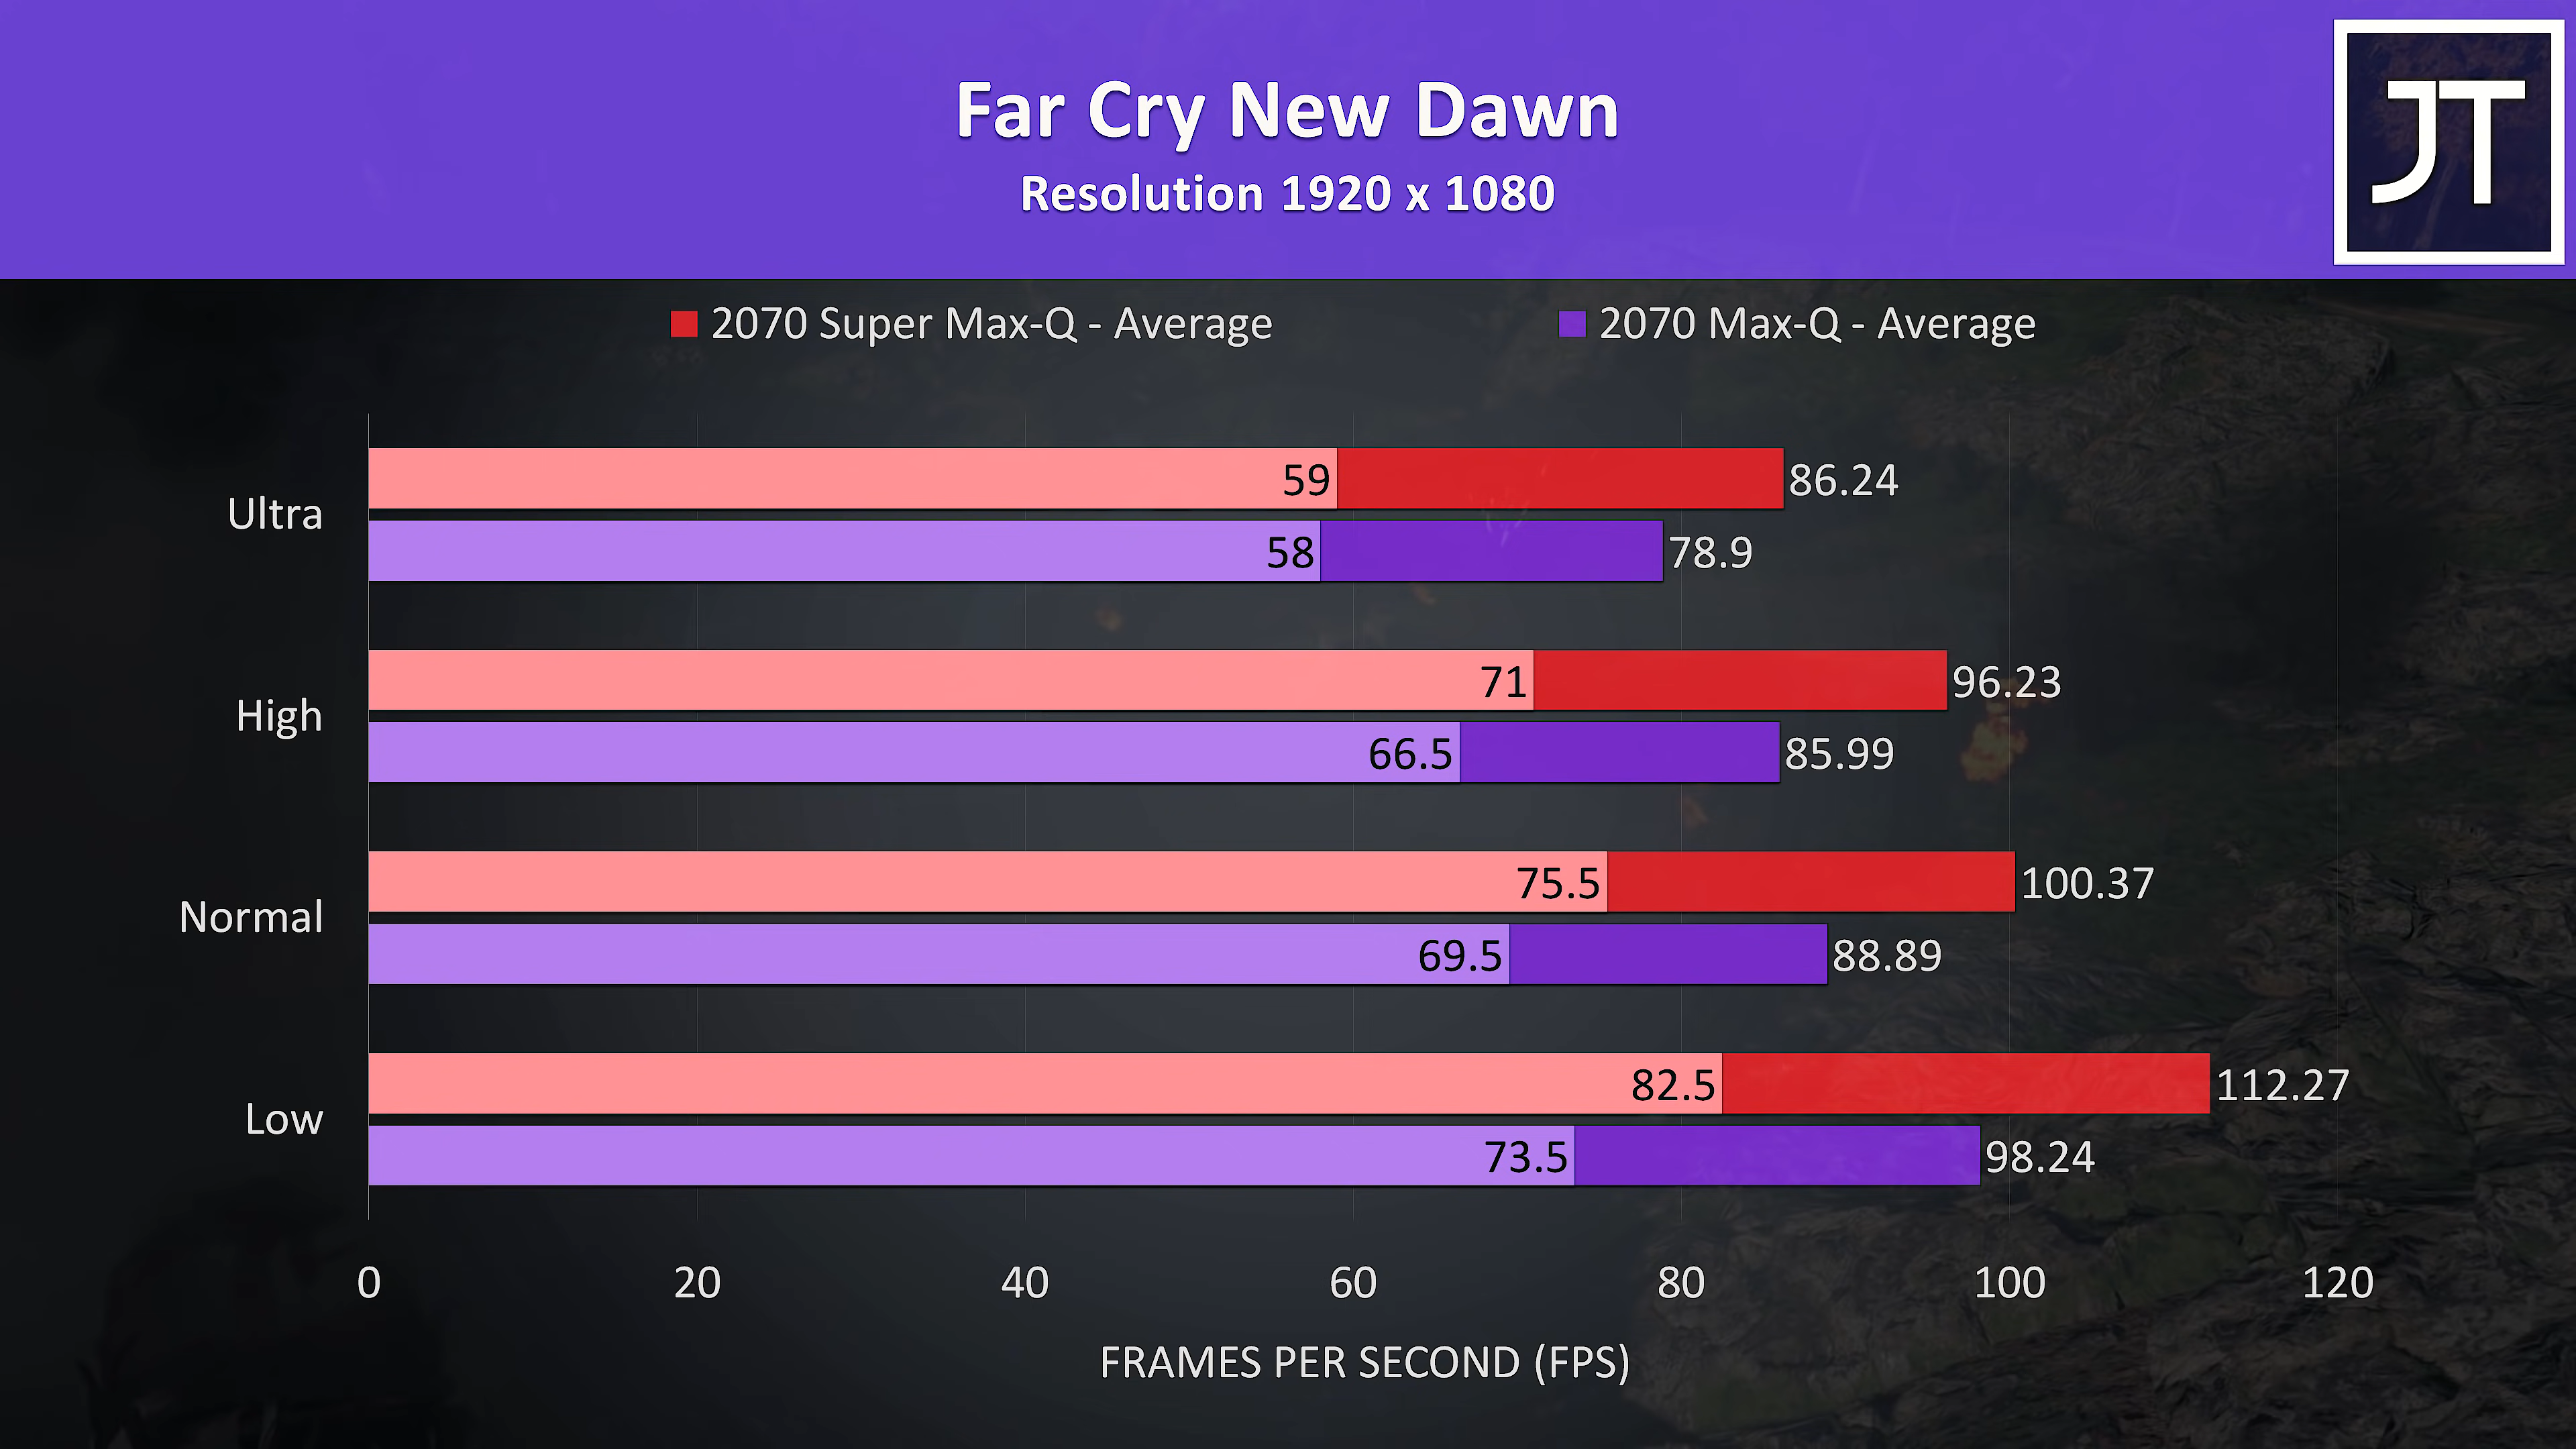 Far Cry New Dawn
Resolution 1920 x 1080
JT
2070 Super Max-Q - Average
2070 Max-Q - Average
Ultra
59
86.24
58
78.9
High
71
96.23
66.5
85.99
Normal
75.5
100.37
69.5
88.89
Low
82.5
112.27
73.5
98.24
0 20 40 60 80 100 120
FRAMES PER SECOND (FPS)